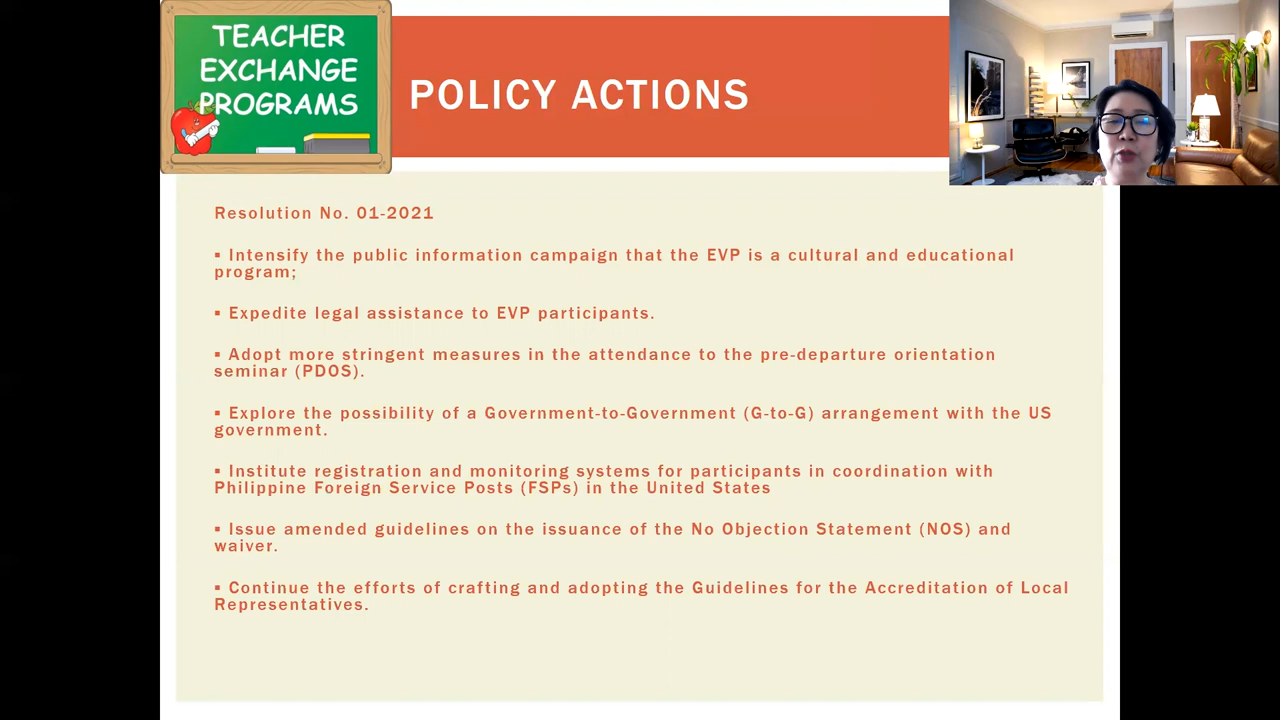 TEACHER
EXCHANGE
PROGRAMS
POLICY ACTIONS
Resolution No. 01-2021
▪ Intensify the public information campaign that the EVP is a cultural and educational
program;
▪ Expedite legal assistance to EVP participants.
▪ Adopt more stringent measures in the attendance to the pre-departure orientation
seminar (PDOS).
▪ Explore the possibility of a Government-to-Government (G-to-G) arrangement with the US
government.
▪ Institute registration and monitoring systems for participants in coordination with
Philippine Foreign Service Posts (FSPs) in the United States
▪ Issue amended guidelines on the issuance of the No Objection Statement (NOS) and
waiver.
▪ Continue the efforts of crafting and adopting the Guidelines for the Accreditation of Local
Representatives.